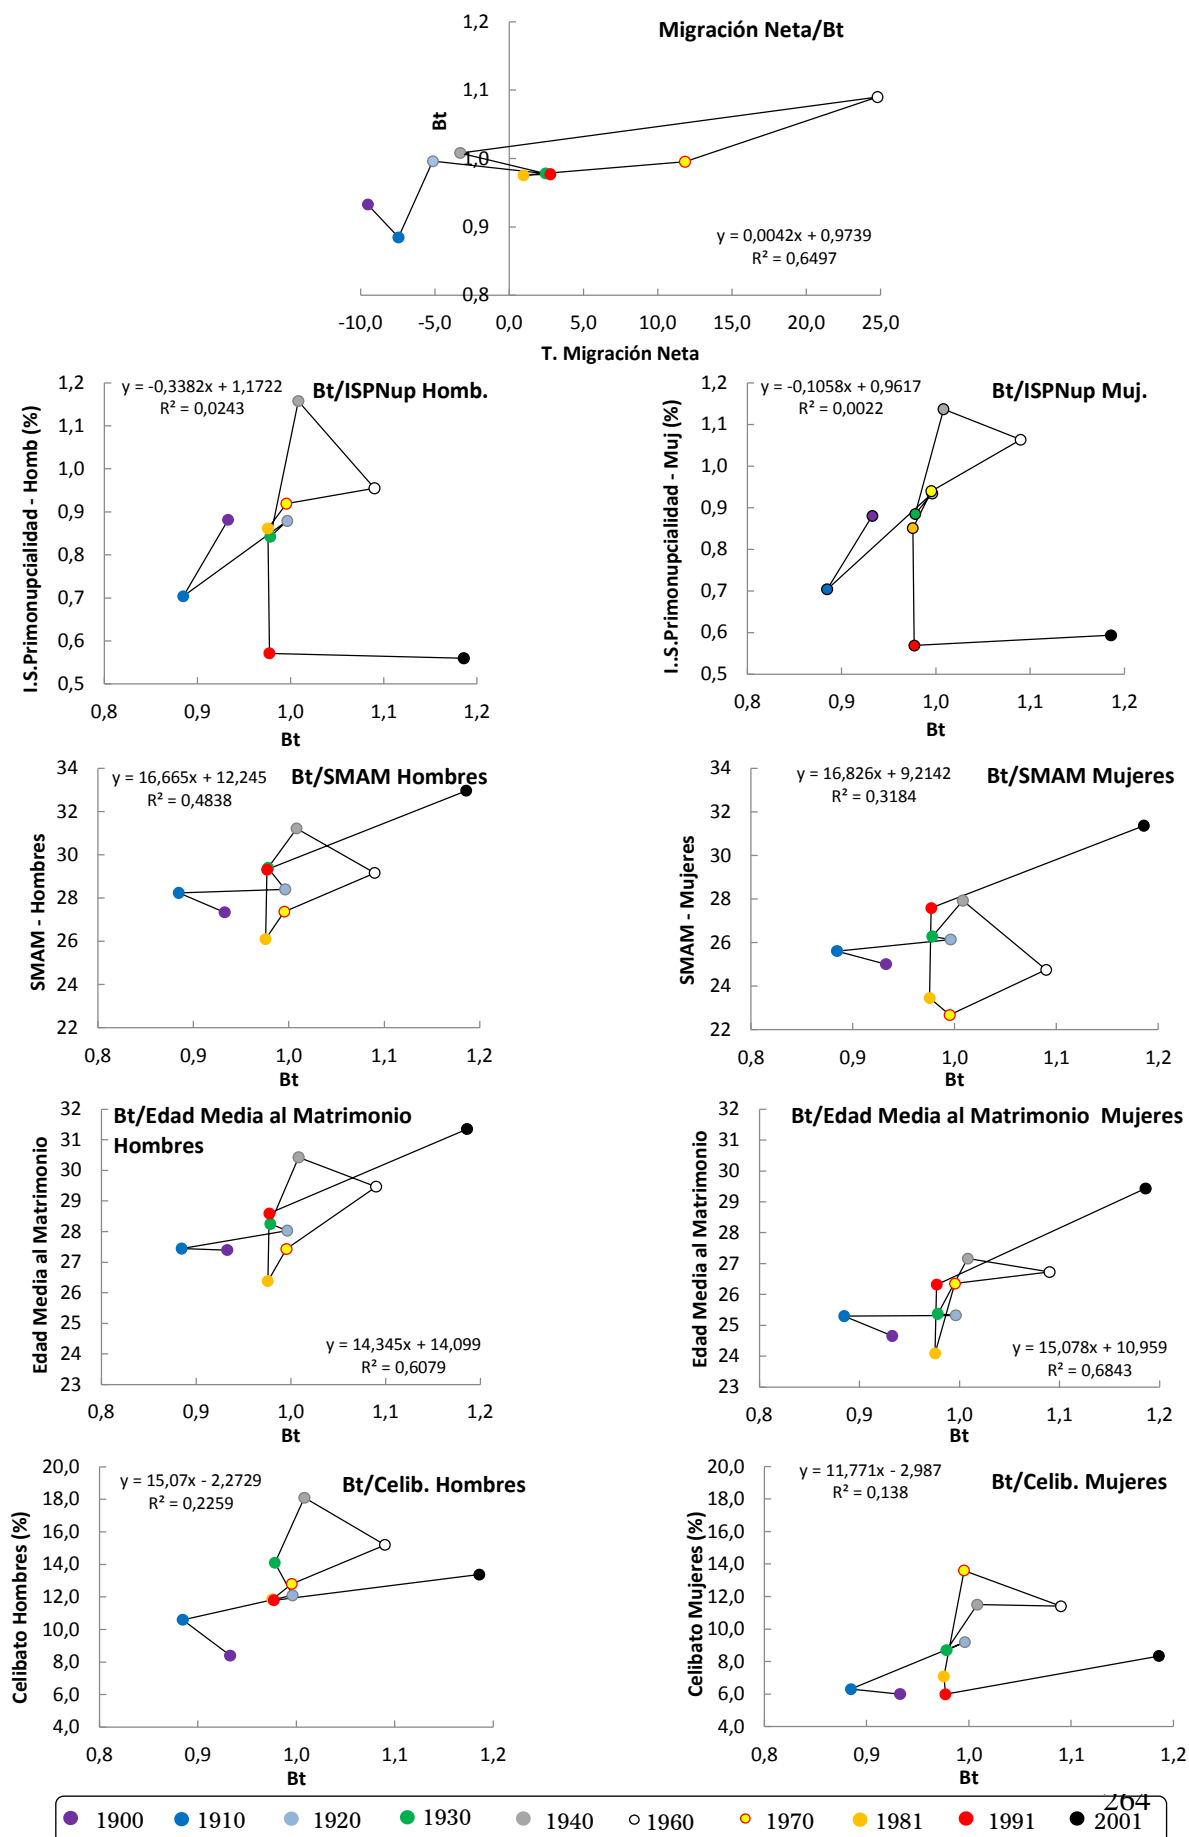 Migración Neta/Bt
1,2
1,1
1,0
0,9
0,8
Bt
y = 0,0042x + 0,9739
R² = 0,6497
-10,0 -5,0 0,0 5,0 10,0 15,0 20,0 25,0
T. Migración Neta
Bt/ISPNup Homb.
y = -0,3382x + 1,1722
R² = 0,0243
I.S.Primonupcialidad - Homb (%)
1,2
1,1
1,0
0,9
0,8
0,7
0,6
0,5
0,8 0,9 1,0 1,1 1,2
Bt
Bt/ISPNup Muj.
y = -0,1058x + 0,9617
R² = 0,0022
I..S.Primonupcialidad - Muj (%)
1,2
1,1
1,0
0,9
0,8
0,7
0,6
0,5
0,8 0,9 1,0 1,1 1,2
Bt
Bt/SMAM Hombres
y = 16,665x + 12,245
R² = 0,4838
SMAM - Hombres
34
32
30
28
26
24
22
0,8 0,9 1,0 1,1 1,2
Bt
Bt/SMAM Mujeres
y = 16,826x + 9,2142
R² = 0,3184
SMAM - Mujeres
34
32
30
28
26
24
22
0,8 0,9 1,0 1,1 1,2
Bt
Bt/Edad Media al Matrimonio
Hombres
y = 14,345x + 14,099
R² = 0,6079
Edad Media al Matrimonio
32
31
30
29
28
27
26
25
24
23
0,8 0,9 1,0 1,1 1,2
Bt
Bt/Edad Media al Matrimonio Mujeres
y = 15,078x + 10,959
R² = 0,6843
Edad Media al Matrimonio
32
31
30
29
28
27
26
25
24
23
0,8 0,9 1,0 1,1 1,2
Bt
Bt/Celib. Hombres
y = 15,07x - 2,2729
R² = 0,2259
Celibato Hombres (%)
20,0
18,0
16,0
14,0
12,0
10,0
8,0
6,0
4,0
0,8 0,9 1,0 1,1 1,2
Bt
Bt/Celib. Mujeres
y = 11,771x - 2,987
R² = 0,138
Celibato Mujeres (%)
20,0
18,0
16,0
14,0
12,0
10,0
8,0
6,0
4,0
0,8 0,9 1,0 1,1 1,2
Bt
264
1900 1910 1920 1930 1940 1960 1970 1981 1991 2001